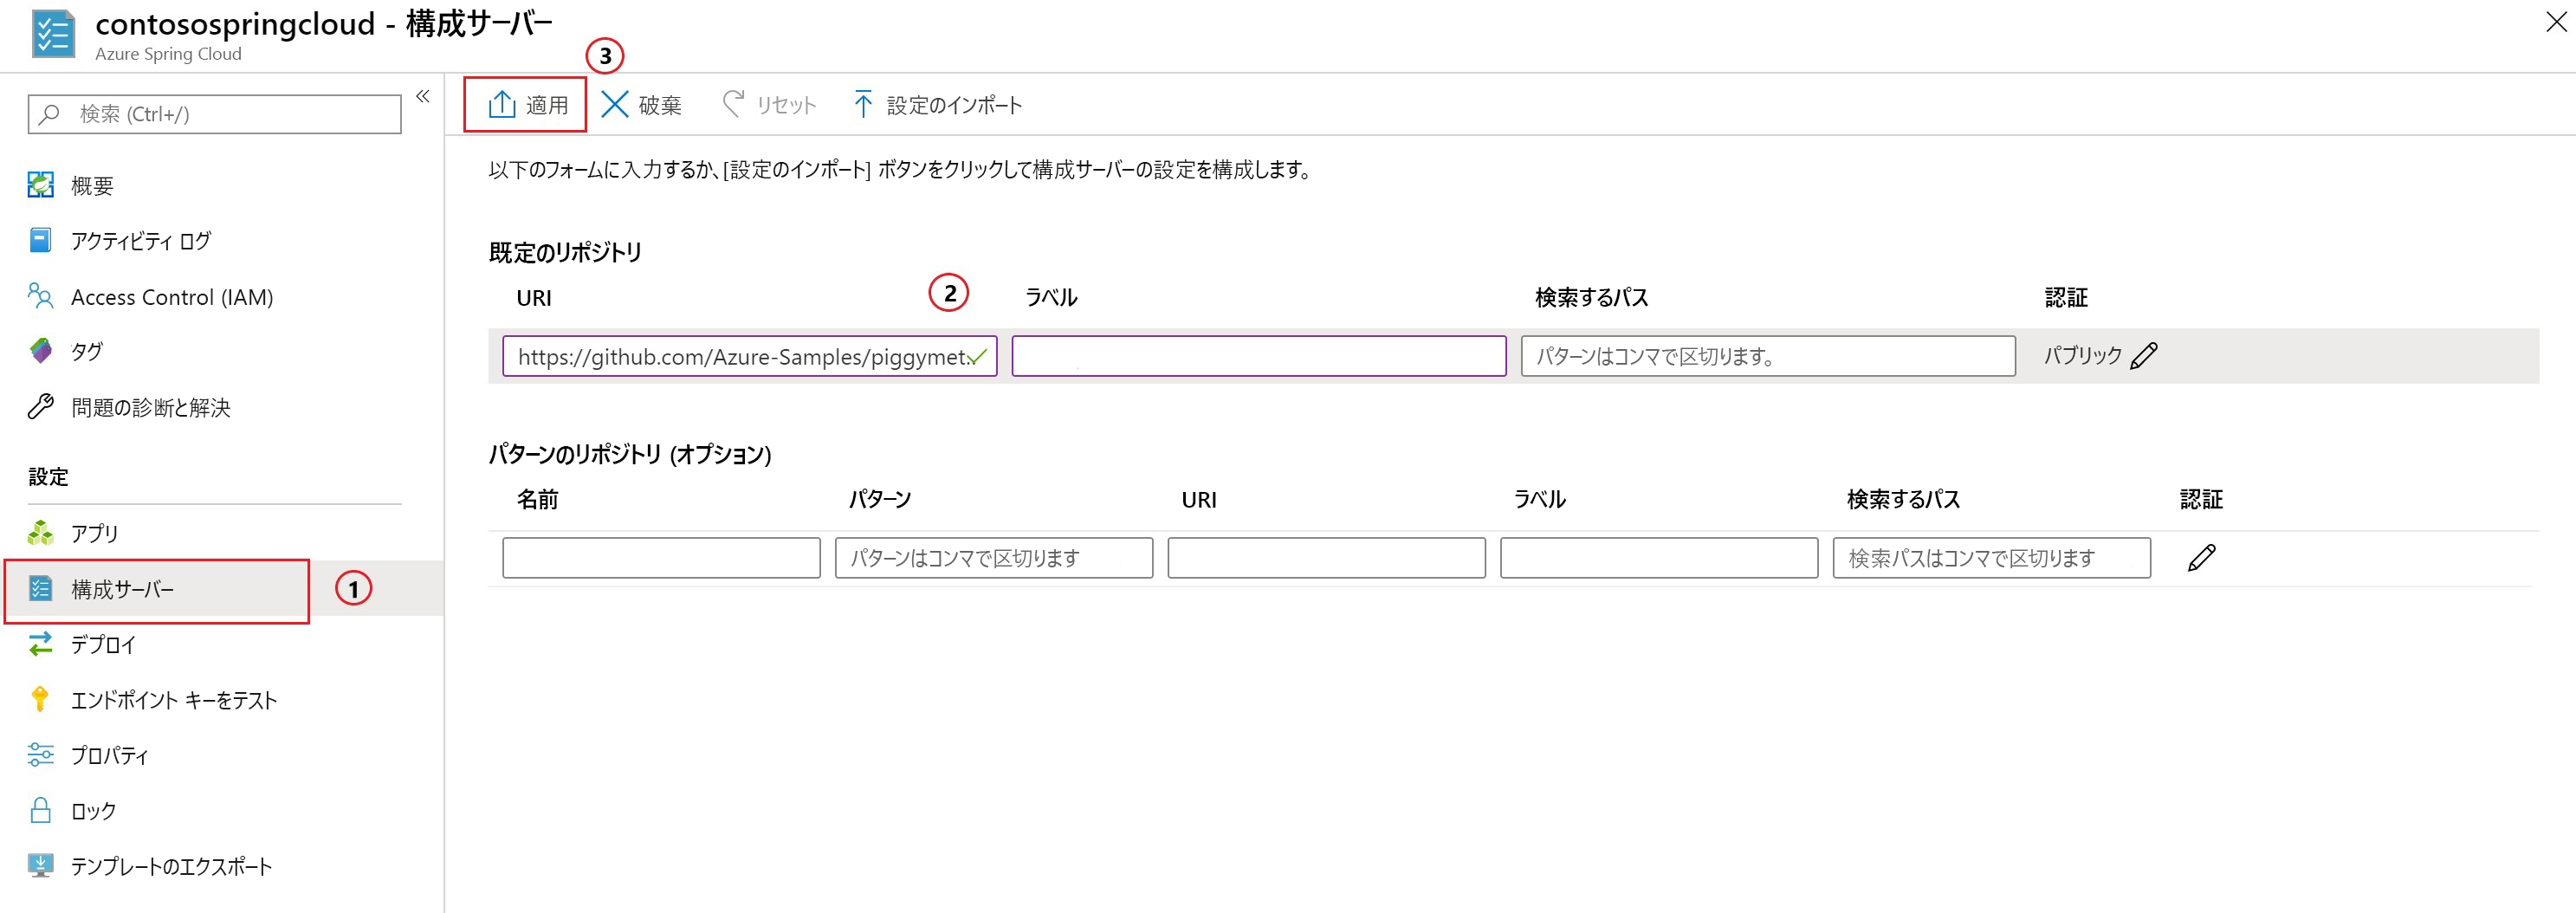 contosospringcloud - 構成サーバー
Azure Spring Cloud
3
検索 (Ctrl+/)
«
適用
破棄
リセット
設定のインポート
概要
アクティビティ ログ
Access Control (IAM)
タグ
問題の診断と解決
設定
アプリ
構成サーバー
1
デプロイ
エンドポイント キーをテスト
プロパティ
ロック
テンプレートのエクスポート
以下のフォームに入力するか、[設定のインポート] ボタンをクリックして構成サーバーの設定を構成します。
既定のリポジトリ
URI
2
ラベル
検索するパス
認証
https://github.com/Azure-Samples/piggymet..
パターンはコンマで区切ります。
パブリック
パターンのリポジトリ (オプション)
名前
パターン
URI
ラベル
検索するパス
認証
パターンはコンマで区切ります
検索パスはコンマで区切ります